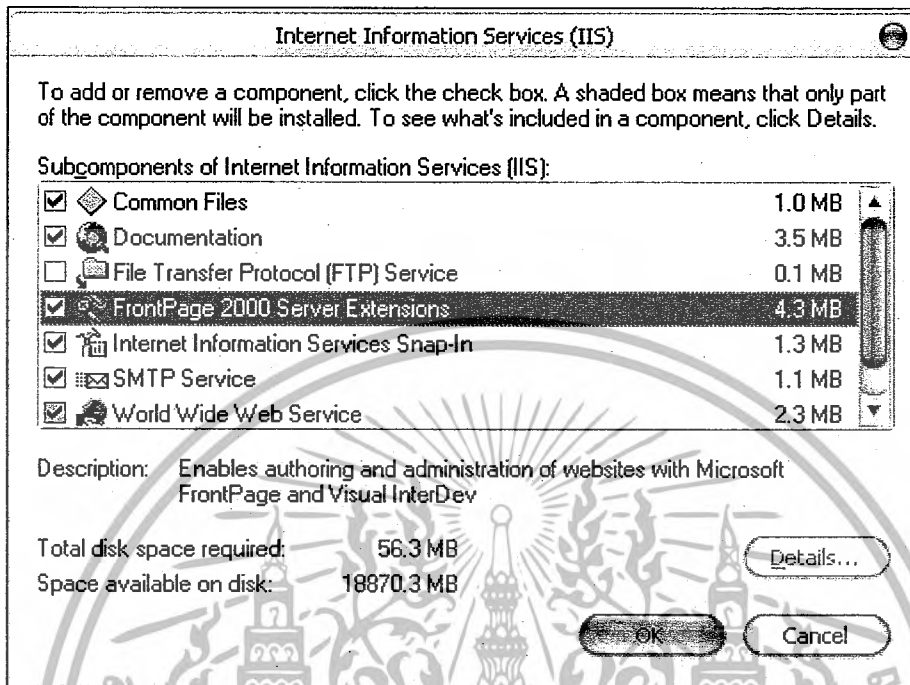 Internet Information Services (IIS)
To add or remove a component, click the check box. A shaded box means that only part
of the component will be installed. To see what's included in a component, click Details.
Subcomponents of Internet Information Services (IIS):
Common Files 1.0 MB
Documentation 3.5 MB
File Transfer Protocol (FTP) Service 0.1 MB
FrontPage 2000 Server Extensions 4.3 MB
Internet Information Services Snap-In 1.3 MB
SMTP Service 1.1 MB
World Wide Web Service 2.3 MB
Description: Enables authoring and administration of websites with Microsoft
FrontPage and Visual InterDev
Total disk space required: 56.3 MB
Details...
Space available on disk: 18870.3 MB
OK Cancel